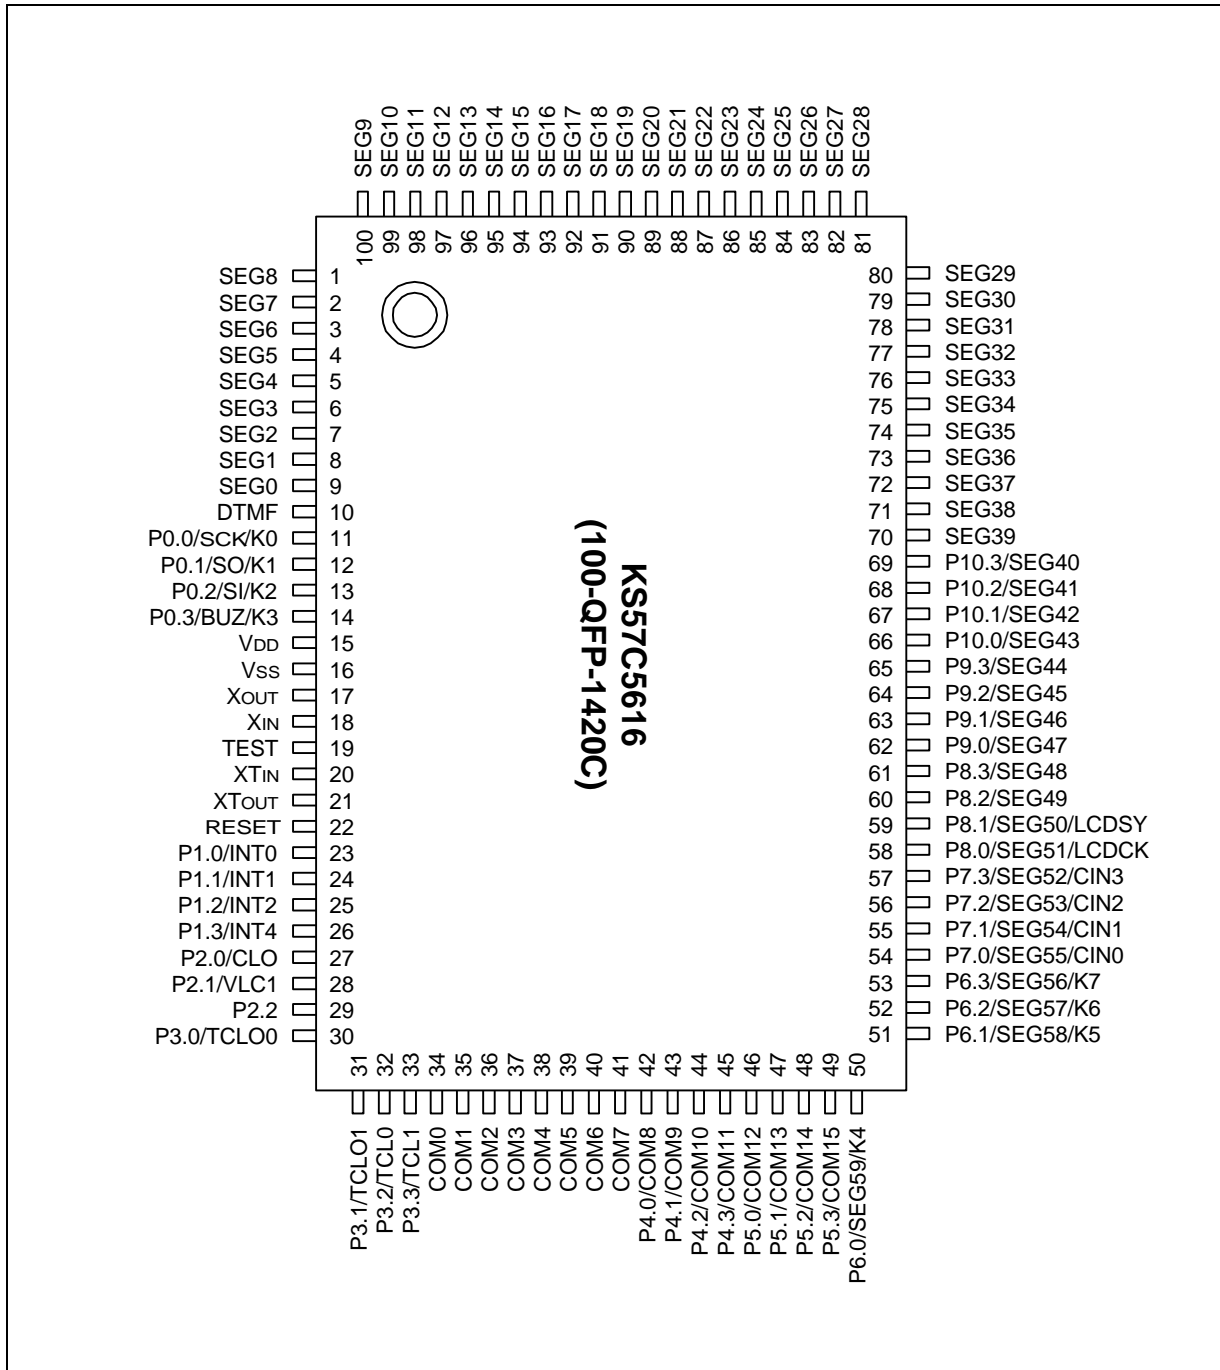 SEG9
SEG10
SEG11
SEG12
SEG13
SEG14
SEG15
SEG16
SEG17
SEG18
SEG19
SEG20
SEG21
SEG22
SEG23
SEG24
SEG25
SEG26
SEG27
SEG28
100
99
98
97
96
95
94
93
92
91
90
89
88
87
86
85
84
83
82
81
SEG8 1
SEG7 2
SEG6 3
SEG5 4
SEG4 5
SEG3 6
SEG2 7
SEG1 8
SEG0 9
DTMF 10
P0.0/SCK/K0 11
P0.1/SO/K1 12
P0.2/SI/K2 13
P0.3/BUZ/K3 14
VDD 15
VSS 16
XOUT 17
XIN 18
TEST 19
XTIN 20
XTOUT 21
RESET 22
P1.0/INT0 23
P1.1/INT1 24
P1.2/INT2 25
P1.3/INT4 26
P2.0/CLO 27
P2.1/VLC1 28
P2.2 29
P3.0/TCLO0 30
KS57C5616
(100-QFP-1420C)
80 SEG29
79 SEG30
78 SEG31
77 SEG32
76 SEG33
75 SEG34
74 SEG35
73 SEG36
72 SEG37
71 SEG38
70 SEG39
69 P10.3/SEG40
68 P10.2/SEG41
67 P10.1/SEG42
66 P10.0/SEG43
65 P9.3/SEG44
64 P9.2/SEG45
63 P9.1/SEG46
62 P9.0/SEG47
61 P8.3/SEG48
60 P8.2/SEG49
59 P8.1/SEG50/LCDSY
58 P8.0/SEG51/LCDCK
57 P7.3/SEG52/CIN3
56 P7.2/SEG53/CIN2
55 P7.1/SEG54/CIN1
54 P7.0/SEG55/CIN0
53 P6.3/SEG56/K7
52 P6.2/SEG57/K6
51 P6.1/SEG58/K5
31
32
33
34
35
36
37
38
39
40
41
42
43
44
45
46
47
48
49
50
P3.1/TCLO1
P3.2/TCL0
P3.3/TCL1
COM0
COM1
COM2
COM3
COM4
COM5
COM6
COM7
P4.0/COM8
P4.1/COM9
P4.2/COM10
P4.3/COM11
P5.0/COM12
P5.1/COM13
P5.2/COM14
P5.3/COM15
P6.0/SEG59/K4